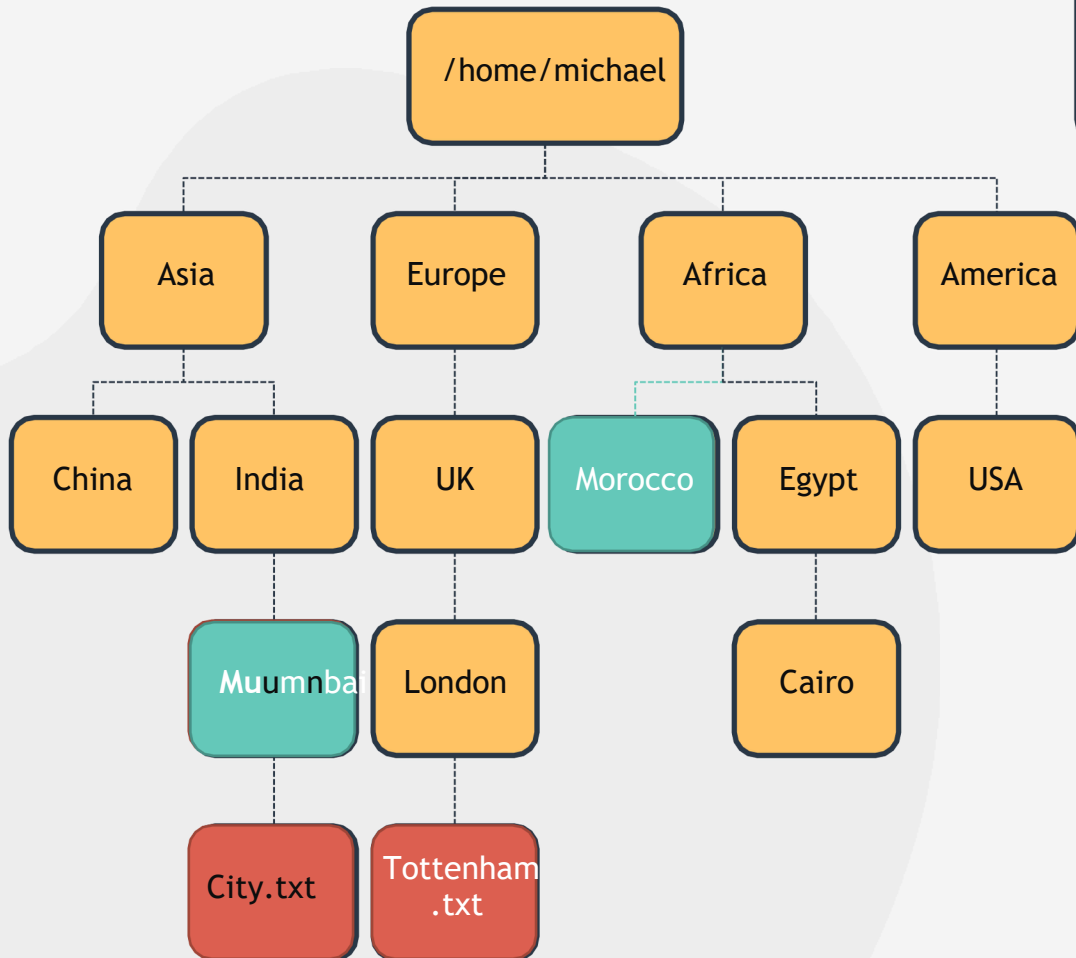 /home/michael
Asia
Europe
Africa
America
China
India
UK
Morocco
Egypt
USA
London
Cairo
City.txt
Tottenham
.txt